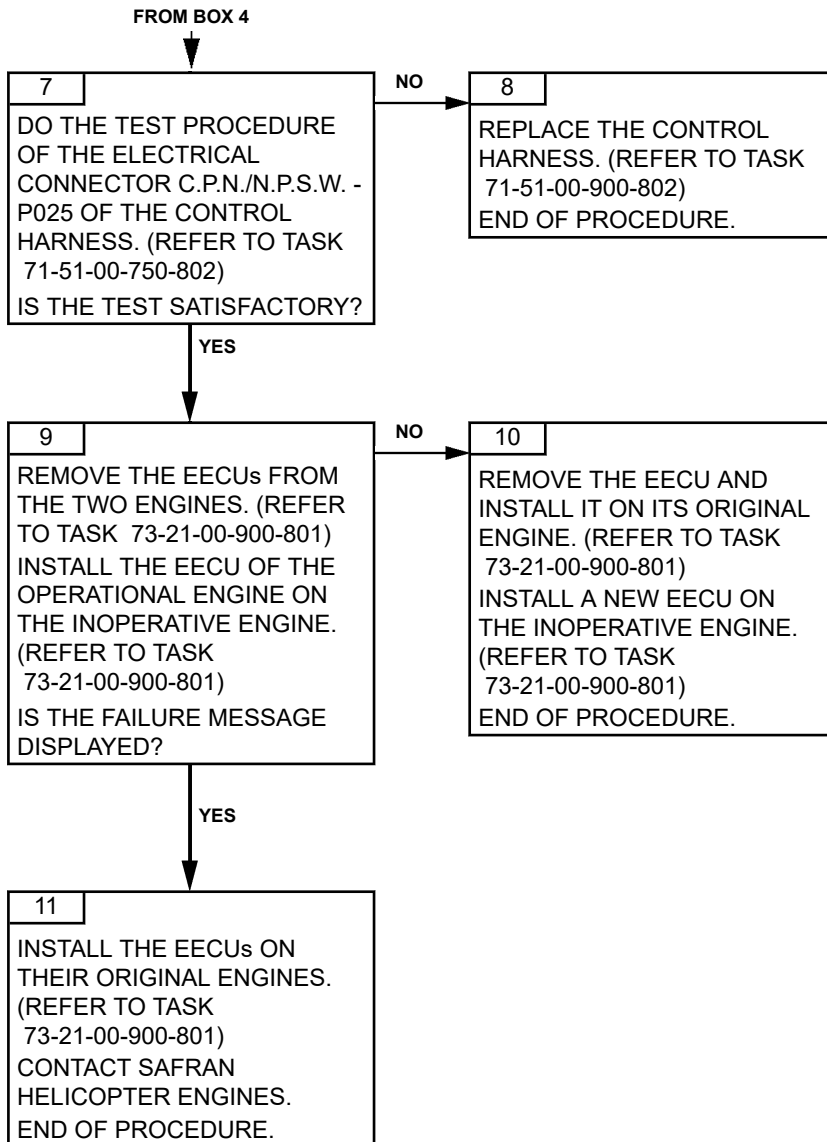 FROM BOX 4
7
DO THE TEST PROCEDURE
OF THE ELECTRICAL
CONNECTOR C.P.N./N.P.S.W. -
P025 OF THE CONTROL
HARNESS. (REFER TO TASK
71-51-00-750-802)
IS THE TEST SATISFACTORY?
NO
8
REPLACE THE CONTROL
HARNESS. (REFER TO TASK
71-51-00-900-802)
END OF PROCEDURE.
YES
9
REMOVE THE EECUs FROM
THE TWO ENGINES. (REFER
TO TASK 73-21-00-900-801)
INSTALL THE EECU OF THE
OPERATIONAL ENGINE ON
THE INOPERATIVE ENGINE.
(REFER TO TASK
73-21-00-900-801)
IS THE FAILURE MESSAGE
DISPLAYED?
NO
10
REMOVE THE EECU AND
INSTALL IT ON ITS ORIGINAL
ENGINE. (REFER TO TASK
73-21-00-900-801)
INSTALL A NEW EECU ON
THE INOPERATIVE ENGINE.
(REFER TO TASK
73-21-00-900-801)
END OF PROCEDURE.
YES
11
INSTALL THE EECUs ON
THEIR ORIGINAL ENGINES.
(REFER TO TASK
73-21-00-900-801)
CONTACT SAFRAN
HELICOPTER ENGINES.
END OF PROCEDURE.